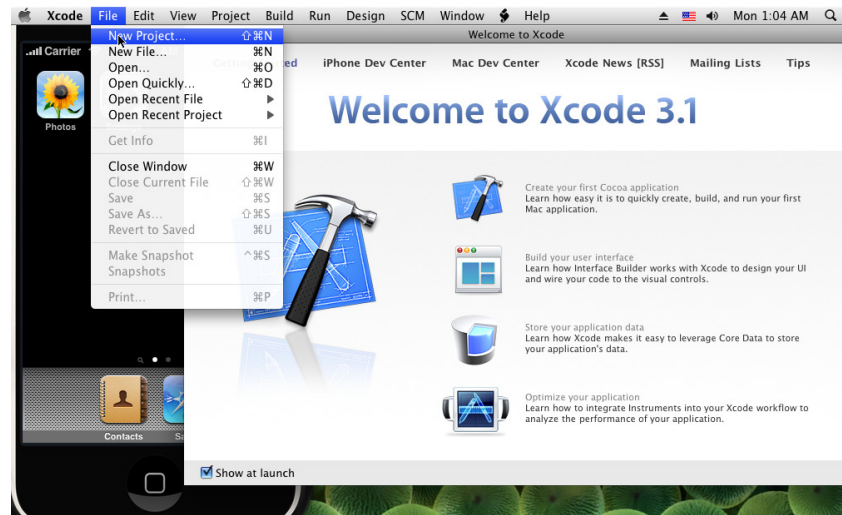 Xcode File Edit View Project Build Run Design SCM Window Help Mon 1:04 AM
New Project... ⇧⌘N
New File... ⌘N
Open... ⌘O
Open Quickly... ⇧⌘D
Open Recent File ▶
Open Recent Project ▶
Get Info ⌘I
Close Window ⌘W
Close Current File ⇧⌘W
Save ⌘S
Save As... ⇧⌘S
Revert to Saved ⌘U
Make Snapshot ^⌘S
Snapshots
Print... ⌘P
Carrier
Photos
Contacts
Welcome to Xcode
iPhone Dev Center Mac Dev Center Xcode News [RSS] Mailing Lists Tips
Welcome to Xcode 3.1
Create your first Cocoa application
Learn how easy it is to quickly create, build, and run your first
Mac application.
Build your user interface
Learn how Interface Builder works with Xcode to design your UI
and wire your code to the visual controls.
Store your application data
Learn how Xcode makes it easy to leverage Core Data to store
your application's data.
Optimize your application
Learn how to integrate Instruments into your Xcode workflow to
analyze the performance of your application.
Show at launch